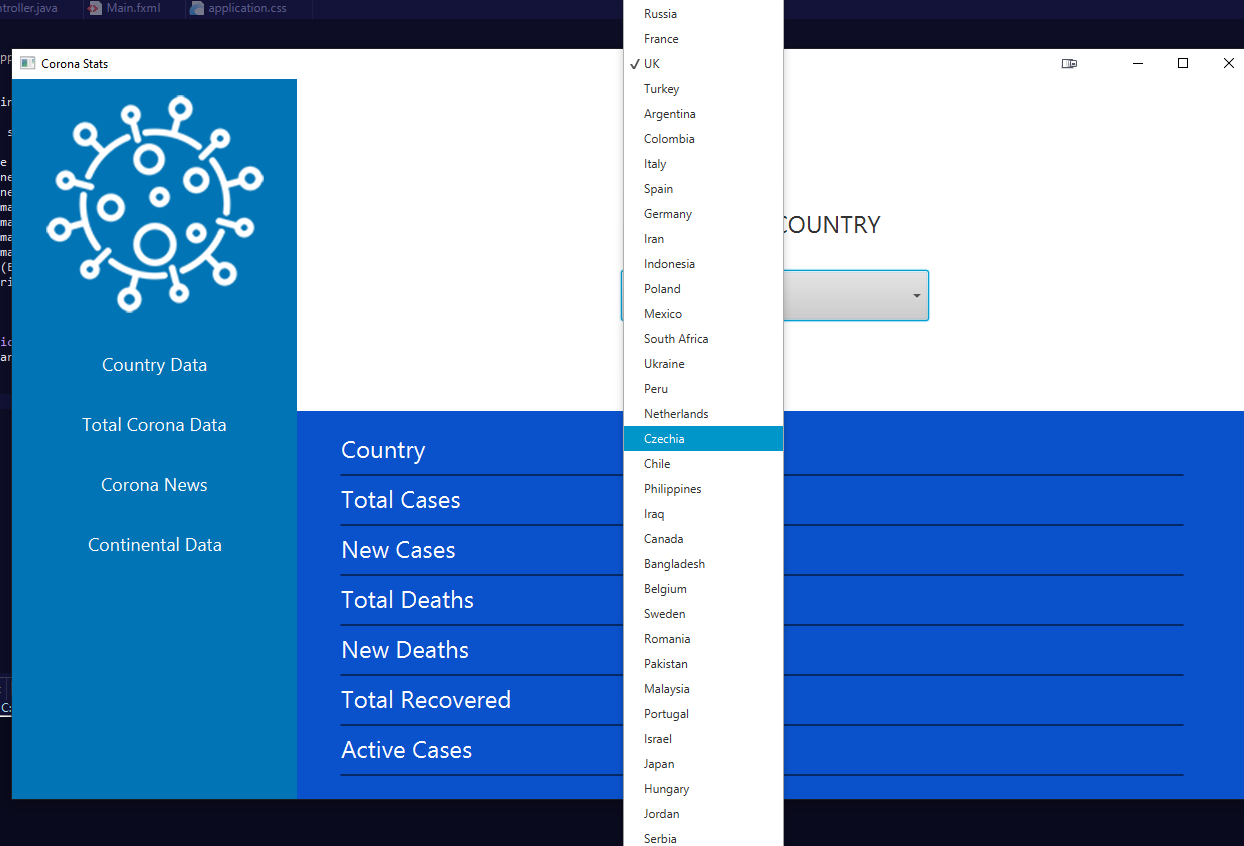 troller.java Main.fxml application.css
Corona Stats
Country Data
Total Corona Data
Corona News
Continental Data
COUNTRY
Russia
France
✓ UK
Turkey
Argentina
Colombia
Italy
Spain
Germany
Iran
Indonesia
Poland
Mexico
South Africa
Ukraine
Peru
Netherlands
Czechia
Chile
Philippines
Iraq
Canada
Bangladesh
Belgium
Sweden
Romania
Pakistan
Malaysia
Portugal
Israel
Japan
Hungary
Jordan
Serbia
Country
Total Cases
New Cases
Total Deaths
New Deaths
Total Recovered
Active Cases
C: